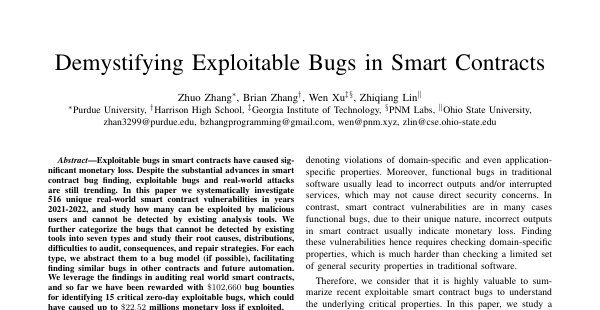 Demystifying Exploitable Bugs in Smart Contracts
Zhuo Zhang*, Brian Zhang†, Wen Xu‡§, Zhiqiang Lin∥
*Purdue University, †Harrison High School, ‡Georgia Institute of Technology, §PNM Labs, ∥Ohio State University,
zhan3299@purdue.edu, bzhangprogramming@gmail.com, wen@pnm.xyz, zlin@cse.ohio-state.edu
Abstract—Exploitable bugs in smart contracts have caused sig-
nificant monetary loss. Despite the substantial advances in smart
contract bug finding, exploitable bugs and real-world attacks
are still trending. In this paper we systematically investigate
516 unique real-world smart contract vulnerabilities in years
2021-2022, and study how many can be exploited by malicious
users and cannot be detected by existing analysis tools. We
further categorize the bugs that cannot be detected by existing
tools into seven types and study their root causes, distributions,
difficulties to audit, consequences, and repair strategies. For each
type, we abstract them to a bug model (if possible), facilitating
finding similar bugs in other contracts and future automation.
We leverage the findings in auditing real world smart contracts,
and so far we have been rewarded with $102,660 bug bounties
for identifying 15 critical zero-day exploitable bugs, which could
have caused up to $22.52 millions monetary loss if exploited.
denoting violations of domain-specific and even application-
specific properties. Moreover, functional bugs in traditional
software usually lead to incorrect outputs and/or interrupted
services, which may not cause direct security concerns. In
contrast, smart contract vulnerabilities are in many cases
functional bugs, due to their unique nature, incorrect outputs
in smart contract usually indicate monetary loss. Finding
these vulnerabilities hence requires checking domain-specific
properties, which is much harder than checking a limited set
of general security properties in traditional software.
Therefore, we consider that it is highly valuable to sum-
marize recent exploitable smart contract bugs to understand
the underlying critical properties. In this paper, we study a